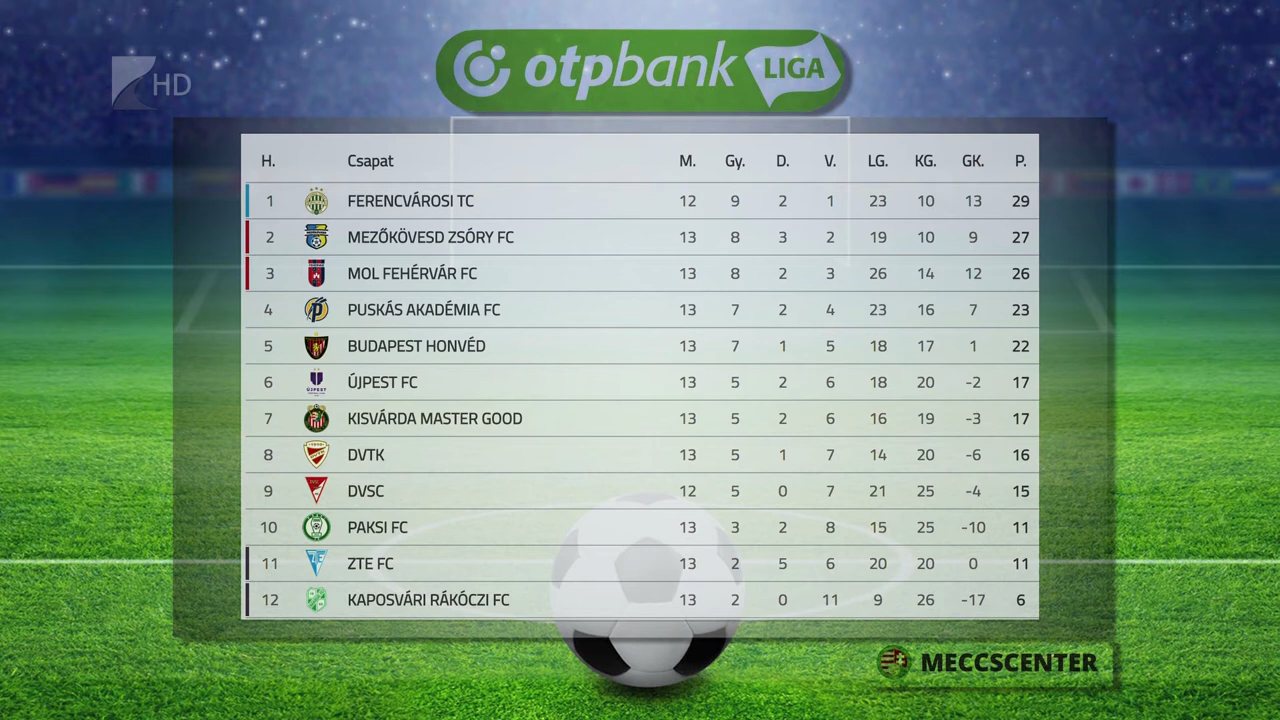 HD
otpbank LIGA
H. Csapat M. Gy. D. V. LG. KG. GK. P.
1 FERENCVÁROSI TC 12 9 2 1 23 10 13 29
2 MEZŐKÖVESD ZSÓRY FC 13 8 3 2 19 10 9 27
3 MOL FEHÉRVÁR FC 13 8 2 3 26 14 12 26
4 PUSKÁS AKADÉMIA FC 13 7 2 4 23 16 7 23
5 BUDAPEST HONVÉD 13 7 1 5 18 17 1 22
6 ÚJPEST FC 13 5 2 6 18 20 -2 17
7 KISVÁRDA MASTER GOOD 13 5 2 6 16 19 -3 17
8 DVTK 13 5 1 7 14 20 -6 16
9 DVSC 12 5 0 7 21 25 -4 15
10 PAKSI FC 13 3 2 8 15 25 -10 11
11 ZTE FC 13 2 5 6 20 20 0 11
12 KAPOSVÁRI RÁKÓCZI FC 13 2 0 11 9 26 -17 6
MECCSCENTER